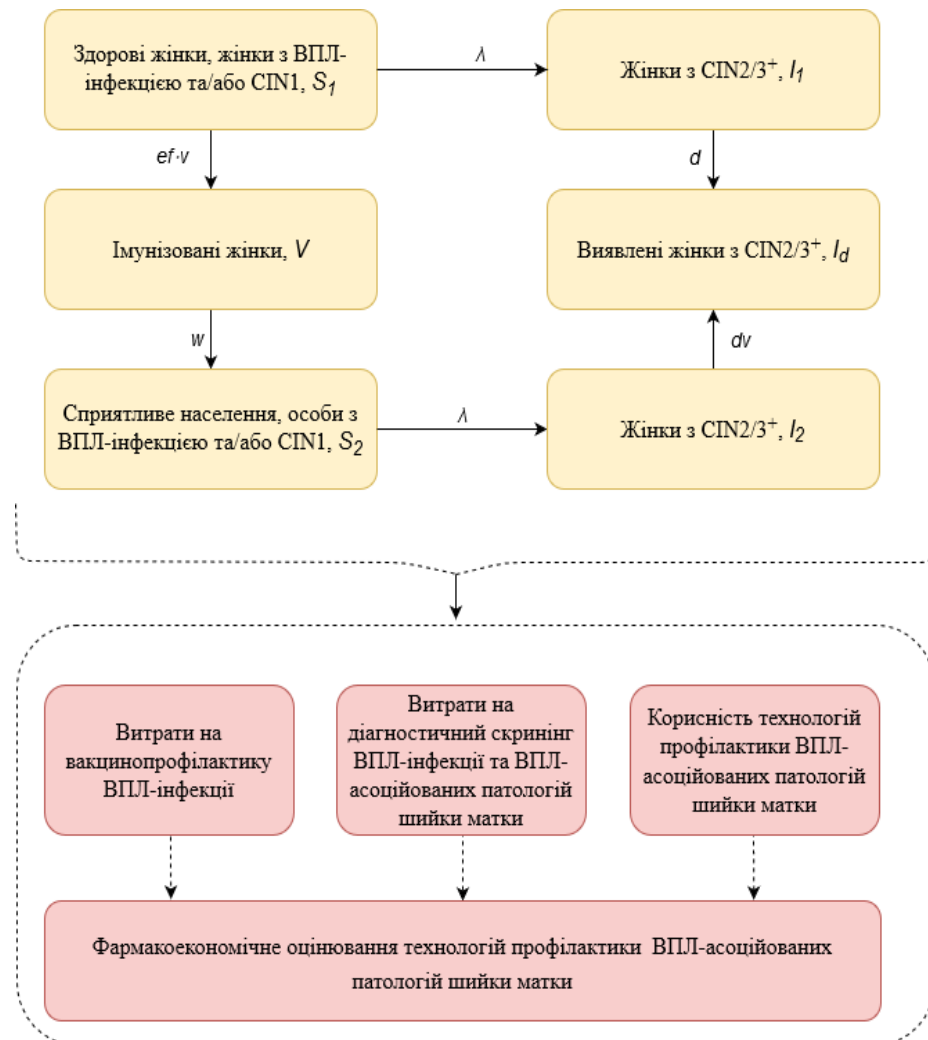 Здорові жінки, жінки з ВПЛ-
інфекцією та/або CIN1, S1
λ
Жінки з CIN2/3+, I1
ef·v
d
Імунізовані жінки, V
Виявлені жінки з CIN2/3+, Id
w
dv
Сприятливе населення, особи з
ВПЛ-інфекцією та/або CIN1, S2
λ
Жінки з CIN2/3+, I2
Витрати на
вакцинопрофілактику
ВПЛ-інфекції
Витрати на
діагностичний скринінг
ВПЛ-інфекції та ВПЛ-
асоційованих патологій
шийки матки
Корисність технологій
профілактики ВПЛ-
асоційованих патологій
шийки матки
Фармакоекономічне оцінювання технологій профілактики ВПЛ-асоційованих
патологій шийки матки